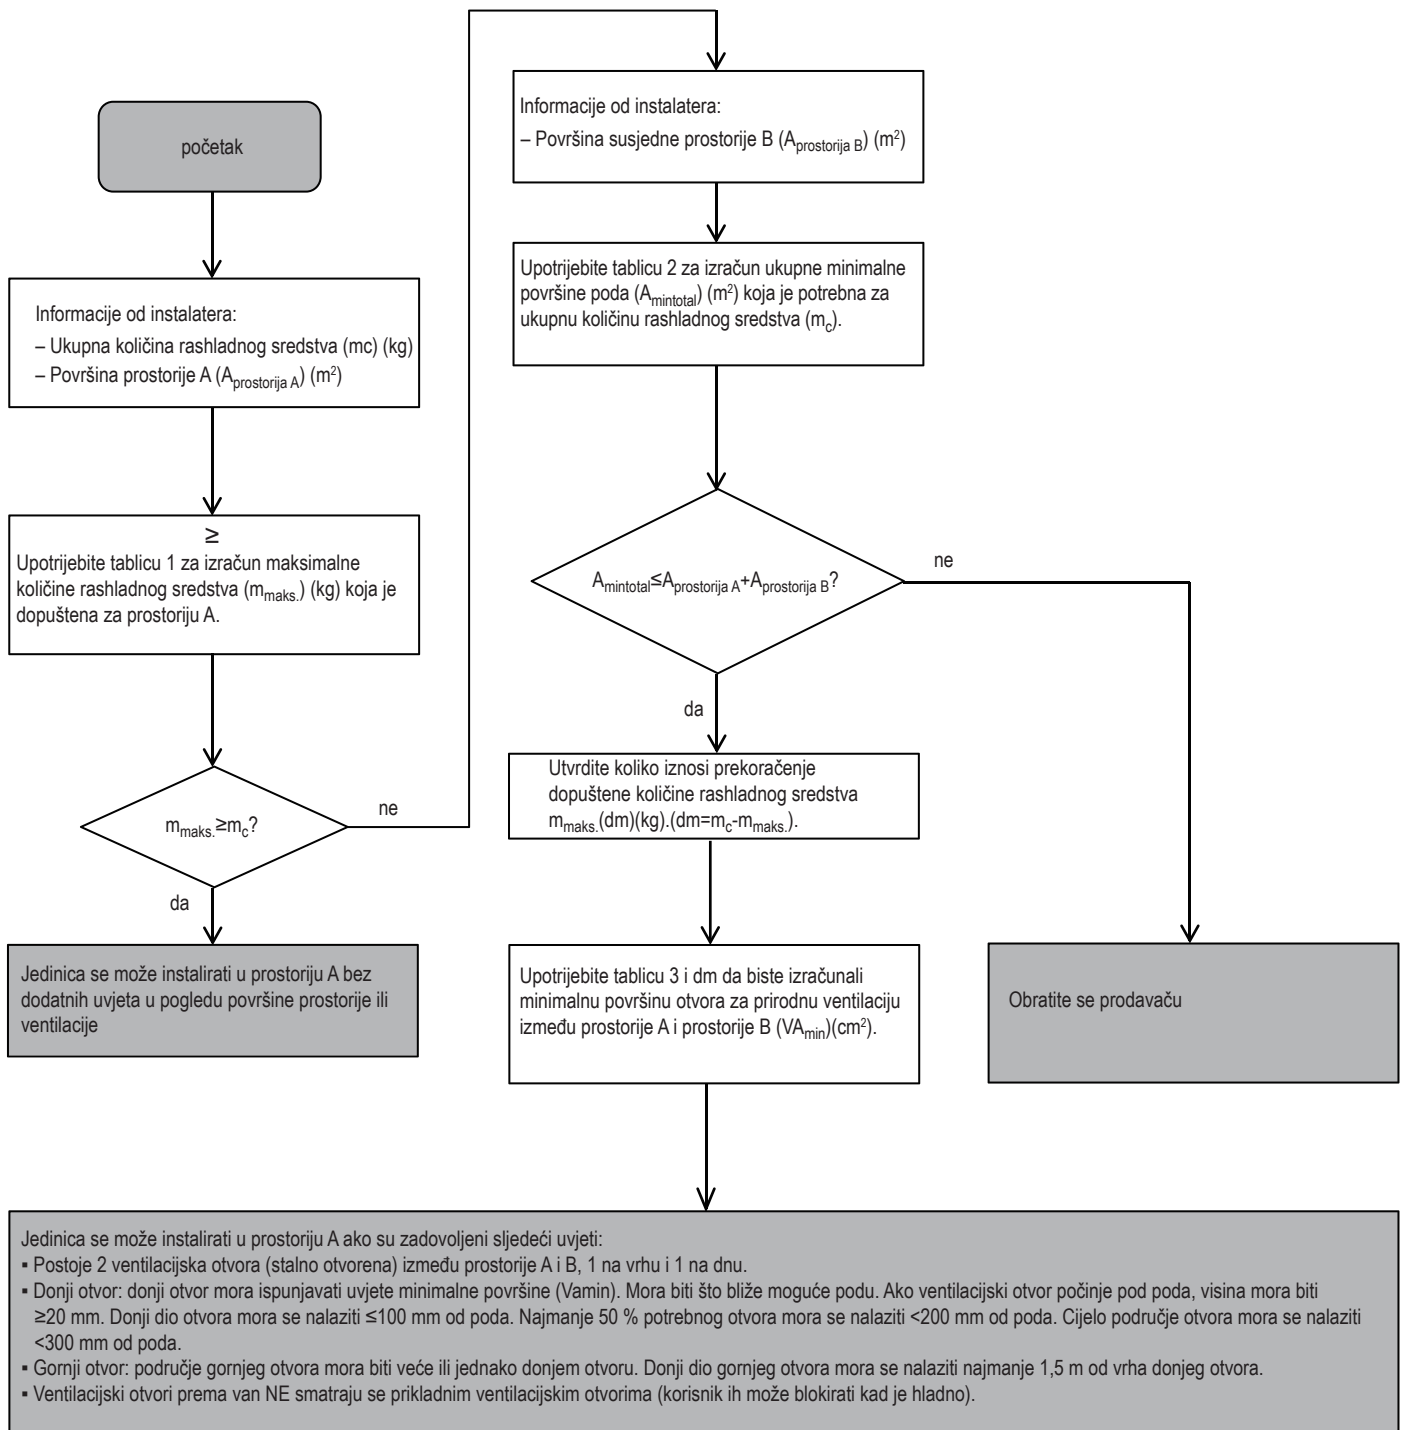 početak
Informacije od instalatera:
– Ukupna količina rashladnog sredstva (mc) (kg)
– Površina prostorije A (Aprostorija A) (m²)
≥
Upotrijebite tablicu 1 za izračun maksimalne
količine rashladnog sredstva (mmaks.) (kg) koja je
dopuštena za prostoriju A.
mmaks.≥mc?
ne
da
Jedinica se može instalirati u prostoriju A bez
dodatnih uvjeta u pogledu površine prostorije ili
ventilacije
Informacije od instalatera:
– Površina susjedne prostorije B (Aprostorija B) (m²)
Upotrijebite tablicu 2 za izračun ukupne minimalne
površine poda (Amintotal) (m²) koja je potrebna za
ukupnu količinu rashladnog sredstva (mc).
Amintotal≤Aprostorija A+Aprostorija B?
ne
da
Utvrdite koliko iznosi prekoračenje
dopuštene količine rashladnog sredstva
mmaks.(dm)(kg).(dm=mc-mmaks.).
Upotrijebite tablicu 3 i dm da biste izračunali
minimalnu površinu otvora za prirodnu ventilaciju
između prostorije A i prostorije B (VAmin)(cm²).
Obratite se prodavaču
Jedinica se može instalirati u prostoriju A ako su zadovoljeni sljedeći uvjeti:
▪ Postoje 2 ventilacijska otvora (stalno otvorena) između prostorije A i B, 1 na vrhu i 1 na dnu.
▪ Donji otvor: donji otvor mora ispunjavati uvjete minimalne površine (Vamin). Mora biti što bliže moguće podu. Ako ventilacijski otvor počinje pod poda, visina mora biti
≥20 mm. Donji dio otvora mora se nalaziti ≤100 mm od poda. Najmanje 50 % potrebnog otvora mora se nalaziti <200 mm od poda. Cijelo područje otvora mora se nalaziti
<300 mm od poda.
▪ Gornji otvor: područje gornjeg otvora mora biti veće ili jednako donjem otvoru. Donji dio gornjeg otvora mora se nalaziti najmanje 1,5 m od vrha donjeg otvora.
▪ Ventilacijski otvori prema van NE smatraju se prikladnim ventilacijskim otvorima (korisnik ih može blokirati kad je hladno).